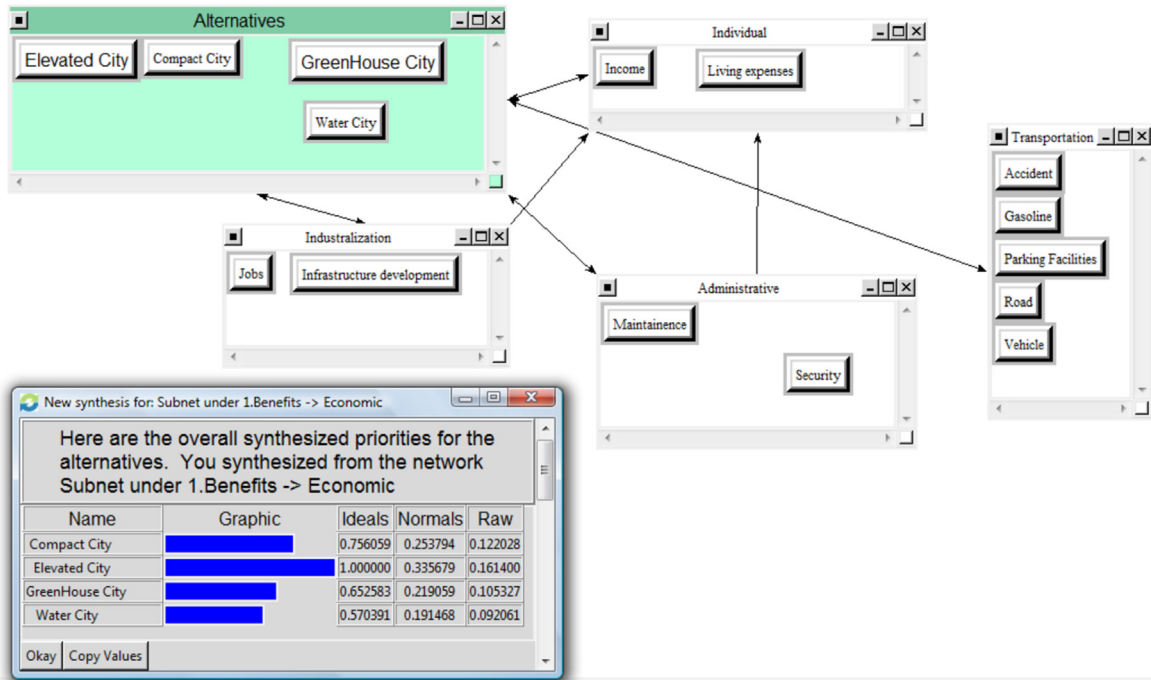 Alternatives
Elevated City
Compact City
GreenHouse City
Water City
Individual
Income
Living expenses
Transportation
Accident
Gasoline
Parking Facilities
Road
Vehicle
Industralization
Jobs
Infrastructure development
Administrative
Maintainence
Security
New synthesis for: Subnet under 1.Benefits -> Economic
Here are the overall synthesized priorities for the
alternatives. You synthesized from the network
Subnet under 1.Benefits -> Economic
Name Graphic Ideals Normals Raw
Compact City 0.756059 0.253794 0.122028
Elevated City 1.000000 0.335679 0.161400
GreenHouse City 0.652583 0.219059 0.105327
Water City 0.570391 0.191468 0.092061
Okay Copy Values